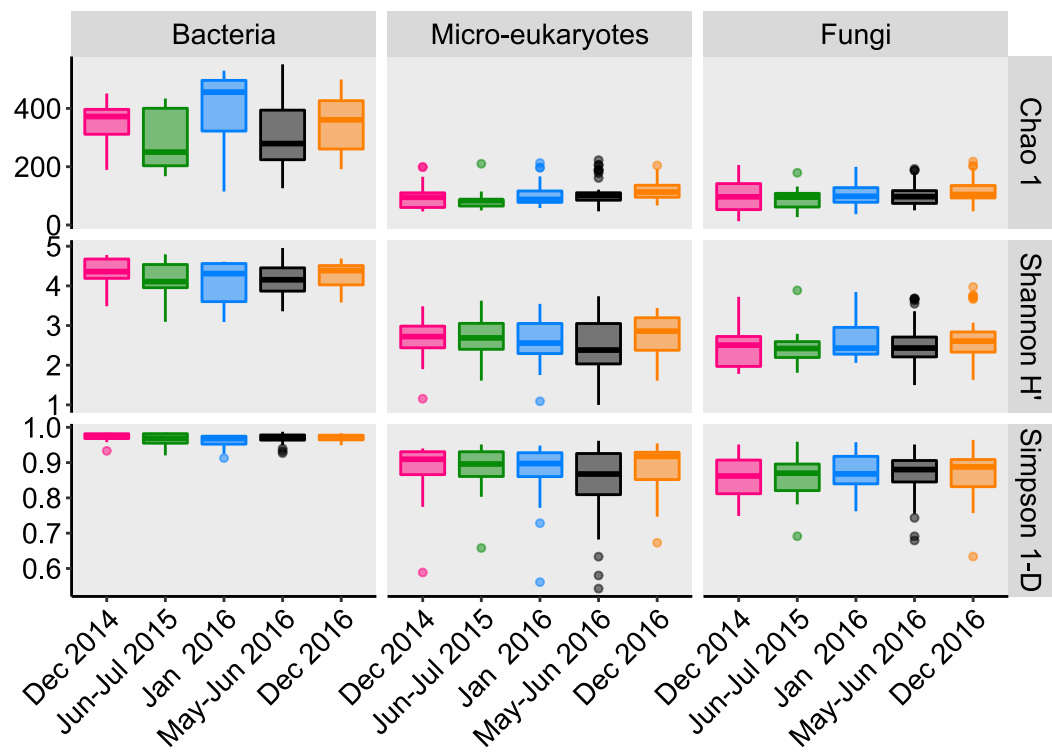 Bacteria
Micro-eukaryotes
Fungi
400
200
0
Chao 1
5
4
3
2
1
Shannon H'
1.0
0.9
0.8
0.7
0.6
Simpson 1-D
Dec 2014
Jun-Jul 2015
Jan 2016
May-Jun 2016
Dec 2016
Dec 2014
Jun-Jul 2015
Jan 2016
May-Jun 2016
Dec 2016
Dec 2014
Jun-Jul 2015
Jan 2016
May-Jun 2016
Dec 2016